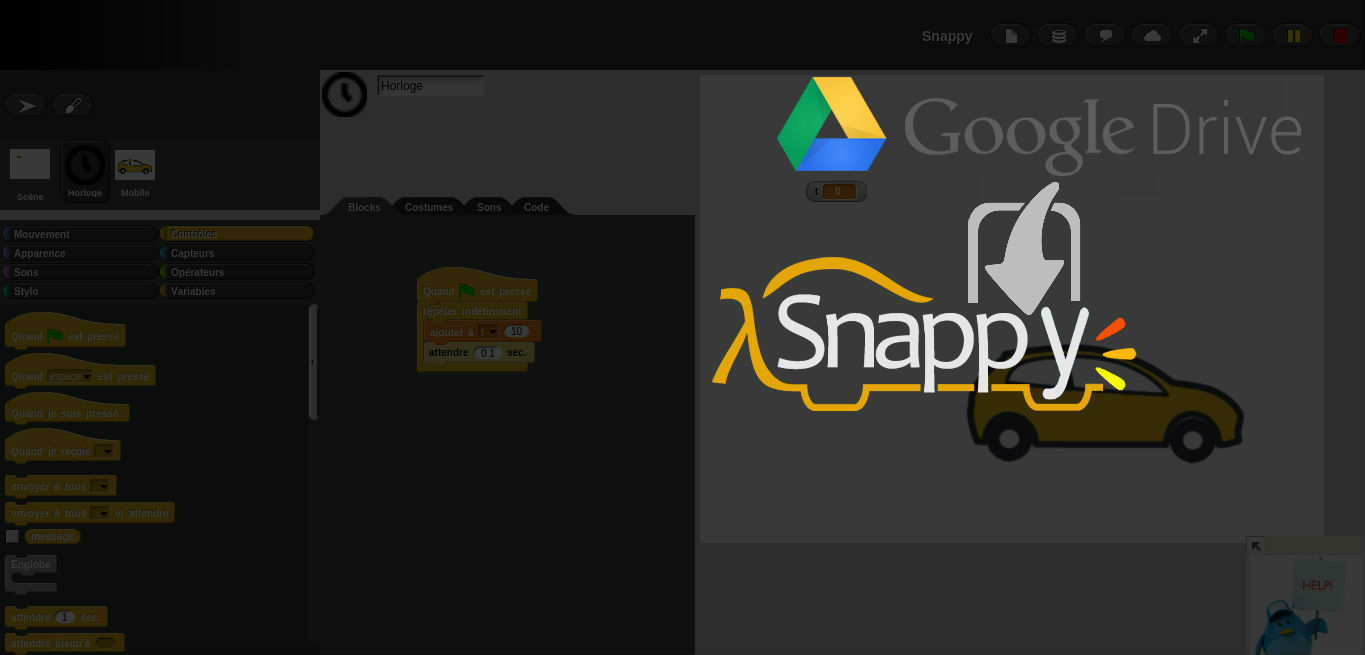 Snappy
Horloge
Scène
Horloge
Mobile
Blocks
Costumes
Sons
Code
Mouvement
Contrôles
Apparence
Capteurs
Sons
Opérateurs
Stylo
Variables
Quand est pressé
Quand espace est pressé
Quand je suis pressé
Quand je reçois
envoyer à tous
envoyer à tous et attendre
message
Englobe
attendre 1 sec.
attendre jusqu'à
Quand est pressé
répéter indéfiniment
ajouter à t 10
attendre 0.1 sec.
Google Drive
t 0
λSnappy
HELP!